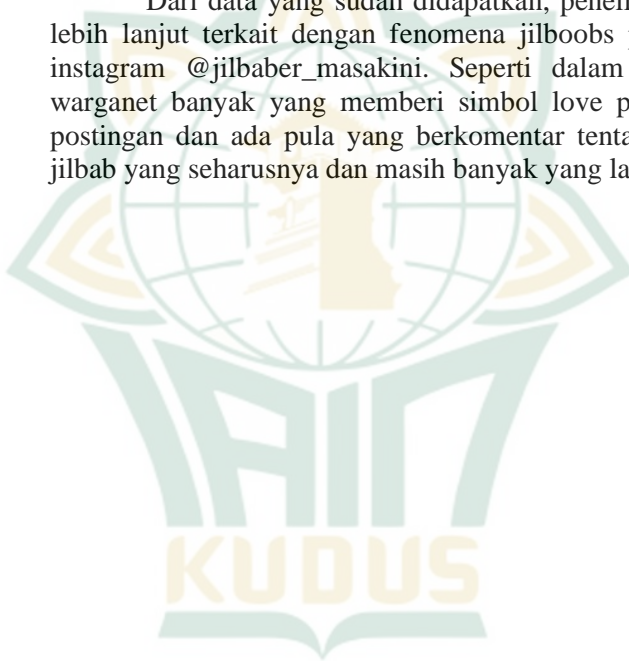 Dari data yang sudah didapatkan,
lebih lanjut terkait dengan fenomena jilboobs
instagram @jilbaber_masakini. Seperti dalam
warganet banyak yang memberi simbol love
postingan dan ada pula yang berkomentar
jilbab yang seharusnya dan masih banyak yang
IAIN
KUDUS